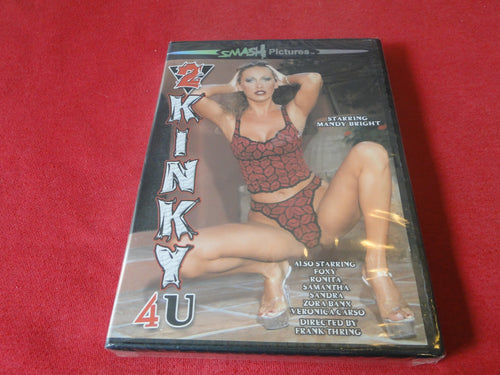 SMASH Pictures
2
KINKY
4U
STARRING
MANDY BRIGHT
ALSO STARRING
FOXY
RONITA
SAMANTHA
SANDRA
ZORA BANX
VERONICA CARSO
DIRECTED BY
FRANK THRING